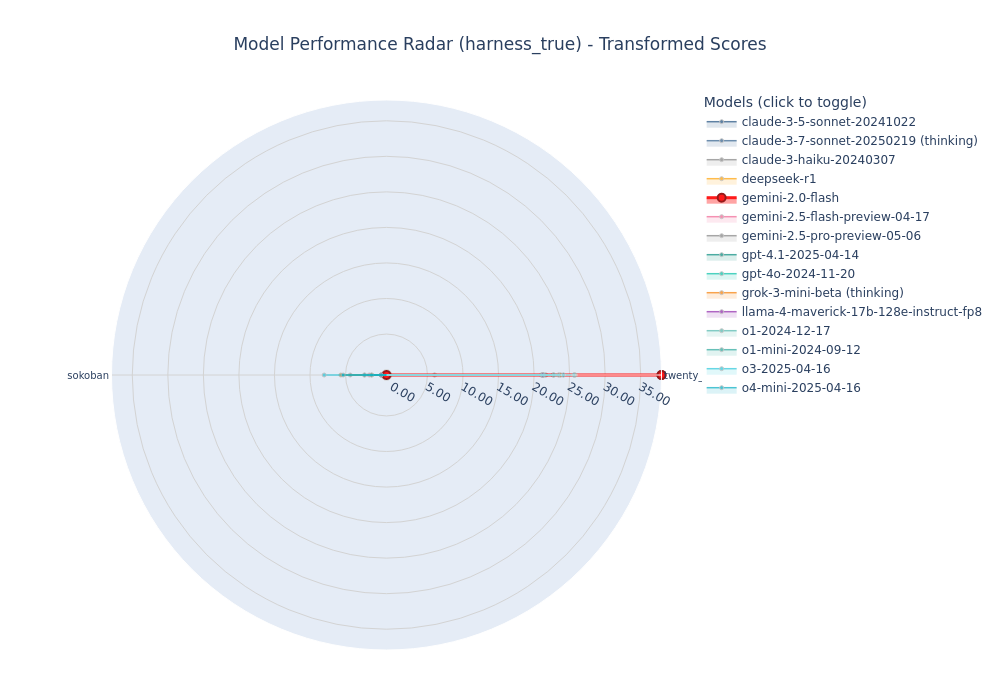 Model Performance Radar (harness_true) - Transformed Scores
Models (click to toggle)
claude-3-5-sonnet-20241022
claude-3-7-sonnet-20250219 (thinking)
claude-3-haiku-20240307
deepseek-r1
gemini-2.0-flash
gemini-2.5-flash-preview-04-17
gemini-2.5-pro-preview-05-06
gpt-4.1-2025-04-14
gpt-4o-2024-11-20
grok-3-mini-beta (thinking)
llama-4-maverick-17b-128e-instruct-fp8
o1-2024-12-17
o1-mini-2024-09-12
o3-2025-04-16
o4-mini-2025-04-16
sokoban
twenty_
0.00
5.00
10.00
15.00
20.00
25.00
30.00
35.00